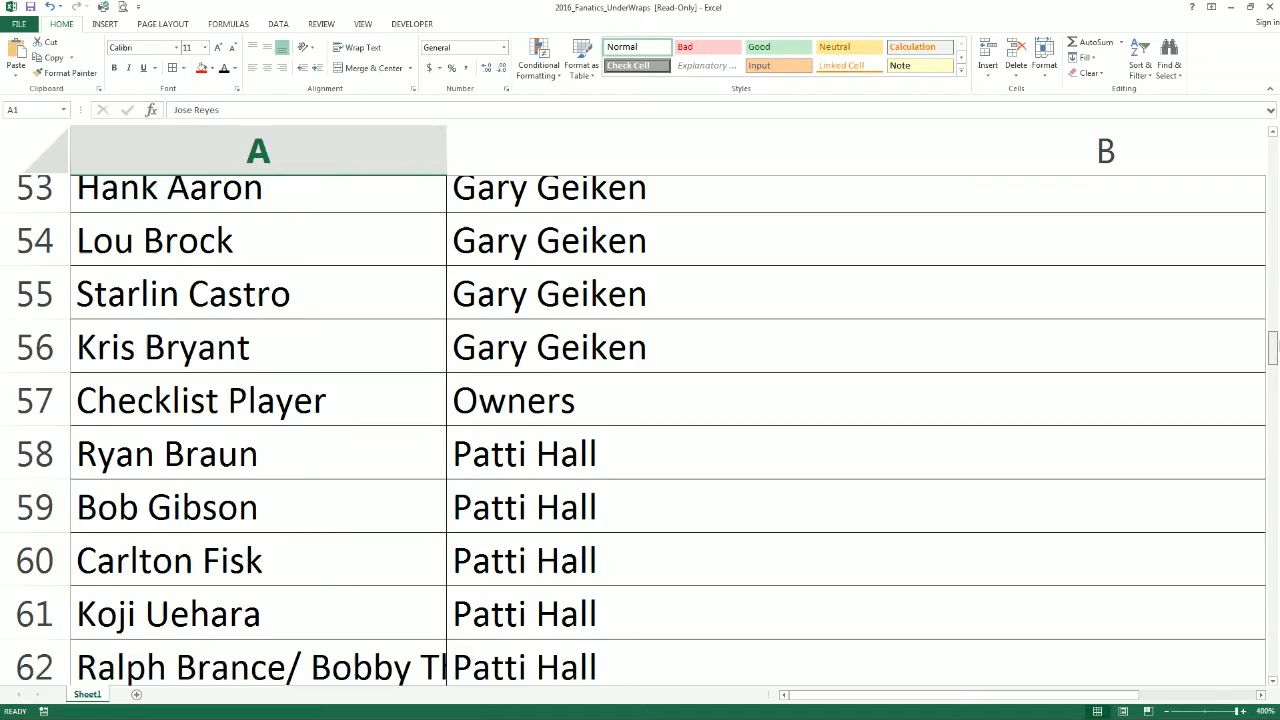 2016_Fanatics_UnderWraps [Read-Only] - Excel
Sign in
FILE HOME INSERT PAGE LAYOUT FORMULAS DATA REVIEW VIEW DEVELOPER
Cut
Copy
Format Painter
Paste
Clipboard
Calibri 11
B I U
Font
Wrap Text
Merge & Center
Alignment
General
$ % ,
Number
Conditional Formatting
Format as Table
Normal Bad Good Neutral Calculation
Check Cell Explanatory ... Input Linked Cell Note
Styles
Insert Delete Format
Cells
AutoSum
Fill
Clear
Sort & Filter
Find & Select
Editing
A1 fx Jose Reyes
A B
53 Hank Aaron Gary Geiken
54 Lou Brock Gary Geiken
55 Starlin Castro Gary Geiken
56 Kris Bryant Gary Geiken
57 Checklist Player Owners
58 Ryan Braun Patti Hall
59 Bob Gibson Patti Hall
60 Carlton Fisk Patti Hall
61 Koji Uehara Patti Hall
62 Ralph Brance/ Bobby Th Patti Hall
Sheet1
READY 400%